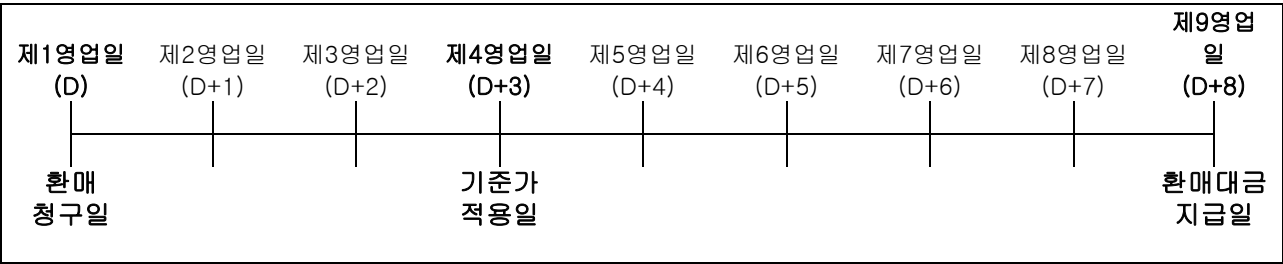 제1영업일 제2영업일 제3영업일 제4영업일 제5영업일 제6영업일 제7영업일 제8영업일 제9영업
일
(D) (D+1) (D+2) (D+3) (D+4) (D+5) (D+6) (D+7) (D+8)
환매 기준가 환매대금
청구일 적용일 지급일